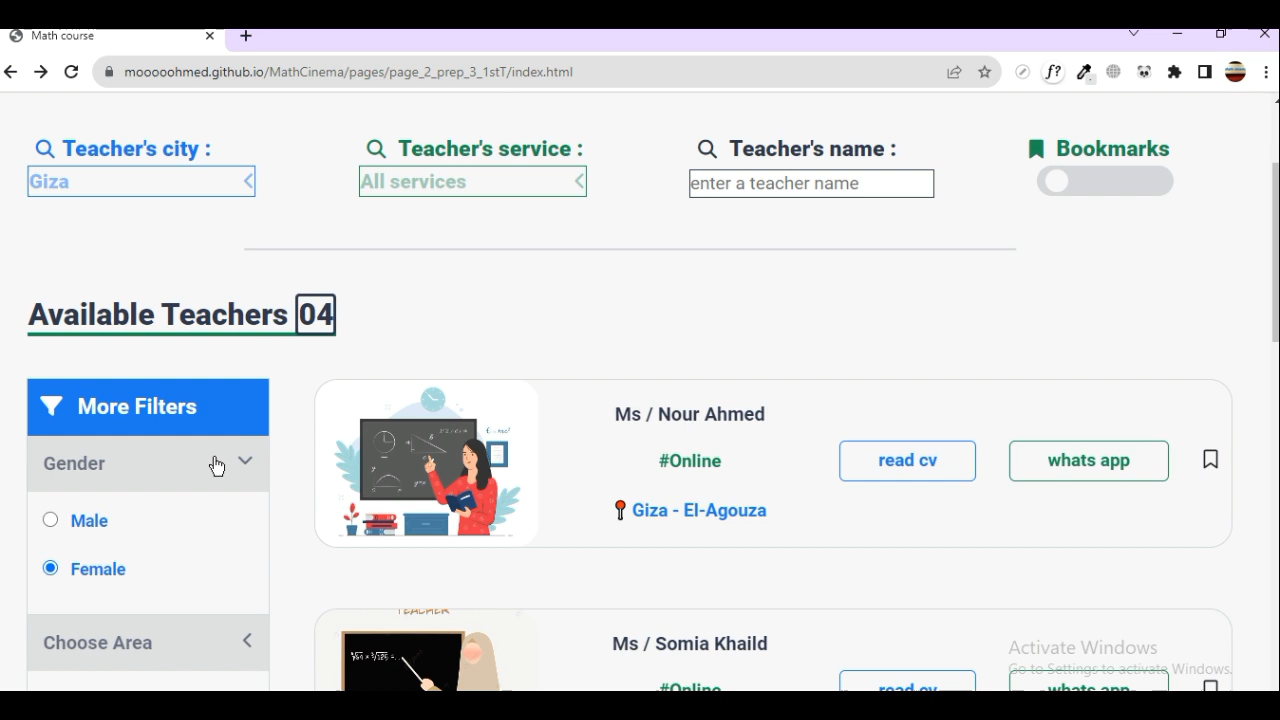 Math course
mooooohmed.github.io/MathCinema/pages/page_2_prep_3_1stT/index.html
f?
Teacher's city :
Teacher's service :
Teacher's name :
Bookmarks
Giza
All services
enter a teacher name
Available Teachers 04
More Filters
Gender
Male
Female
Choose Area
Ms / Nour Ahmed
#Online
read cv
whats app
Giza - El-Agouza
TEACHER
Ms / Somia Khaild
#Online
read cv
whats app
Activate Windows
Go to Settings to activate Windows.